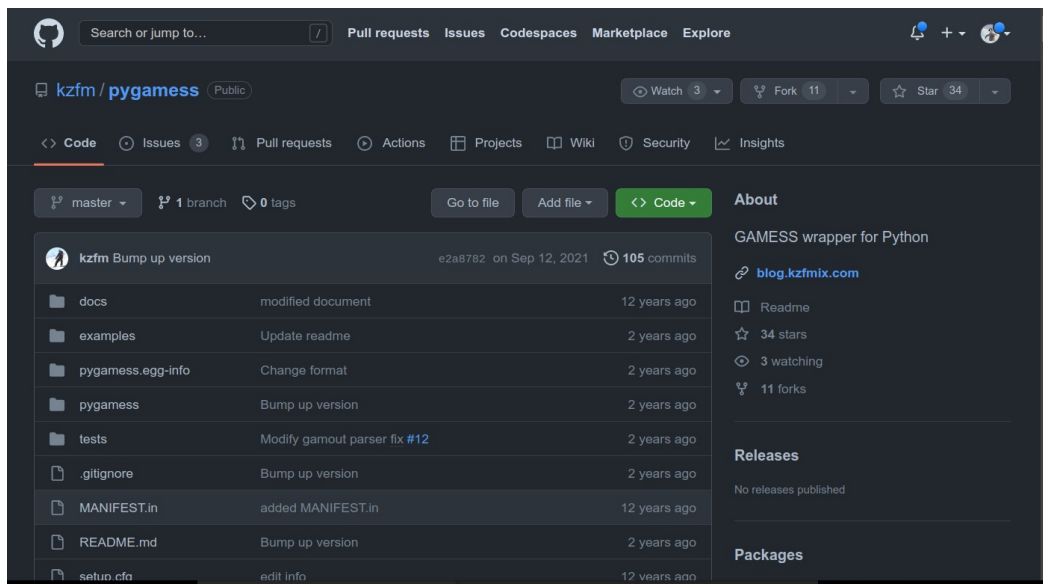 Search or jump to... / Pull requests Issues Codespaces Marketplace Explore
kzfm / pygamess Public Watch 3 Fork 11 Star 34
Code Issues 3 Pull requests Actions Projects Wiki Security Insights
master 1 branch 0 tags Go to file Add file Code
kzfm Bump up version e2a8782 on Sep 12, 2021 105 commits
docs modified document 12 years ago
examples Update readme 2 years ago
pygamess.egg-info Change format 2 years ago
pygamess Bump up version 2 years ago
tests Modify gamout parser fix #12 2 years ago
.gitignore Bump up version 2 years ago
MANIFEST.in added MANIFEST.in 12 years ago
README.md Bump up version 2 years ago
setup.cfg edit info 12 years ago
About
GAMESS wrapper for Python
blog.kzfmix.com
Readme
34 stars
3 watching
11 forks
Releases
No releases published
Packages